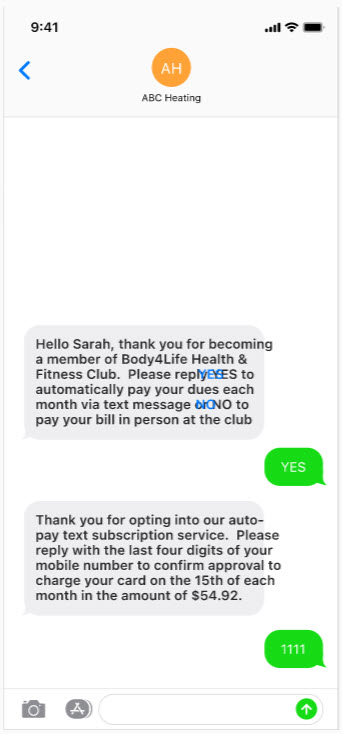 9:41
AH
ABC Heating
Hello Sarah, thank you for becoming
a member of Body4Life Health &
Fitness Club.  Please reply YES to
automatically pay your dues each
month via text message or NO to
pay your bill in person at the club
YES
Thank you for opting into our auto-
pay text subscription service.  Please
reply with the last four digits of your
mobile number to confirm approval to
charge your card on the 15th of each
month in the amount of $54.92.
1111